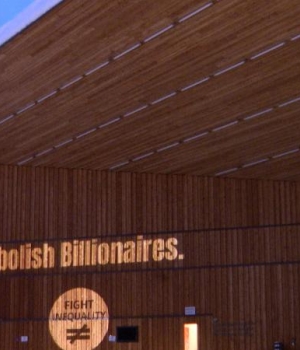 bolish Billionaires.
FIGHT
INEQUALITY
≠